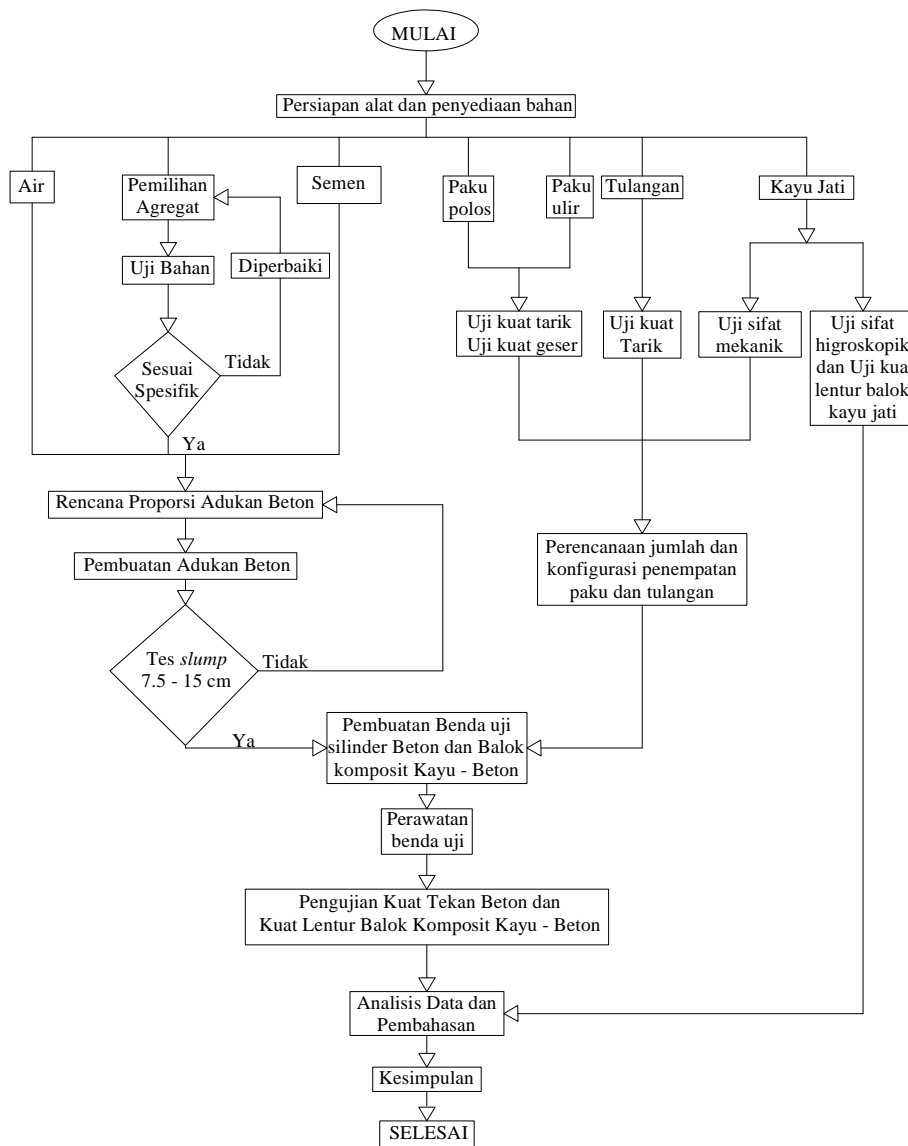 MULAI
Persiapan alat dan penyediaan bahan
Air
Pemilihan
Agregat
Semen
Paku
polos
Paku
ulir
Tulangan
Kayu Jati
Uji Bahan
Diperbaiki
Sesuai
Spesifik
Tidak
Ya
Uji kuat tarik
Uji kuat geser
Uji kuat
Tarik
Uji sifat
mekanik
Uji sifat
higroskopik
dan Uji kua
lentur balok
kayu jati
Rencana Proporsi Adukan Beton
Pembuatan Adukan Beton
Perencanaan jumlah dan
konfigurasi penempatan
paku dan tulangan
Tes slump
7.5 - 15 cm
Tidak
Ya
Pembuatan Benda uji
silinder Beton dan Balok
komposit Kayu - Beton
Perawatan
benda uji
Pengujian Kuat Tekan Beton dan
Kuat Lentur Balok Komposit Kayu - Beton
Analisis Data dan
Pembahasan
Kesimpulan
SELESAI